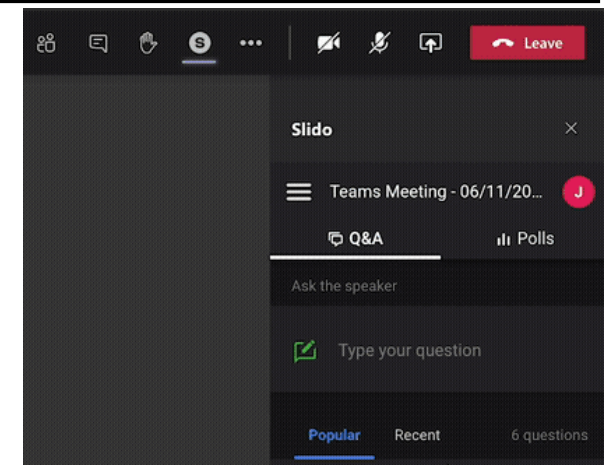 S
Leave
Slido
Teams Meeting - 06/11/20...
J
Q&A
Polls
Ask the speaker
Type your question
Popular
Recent
6 questions